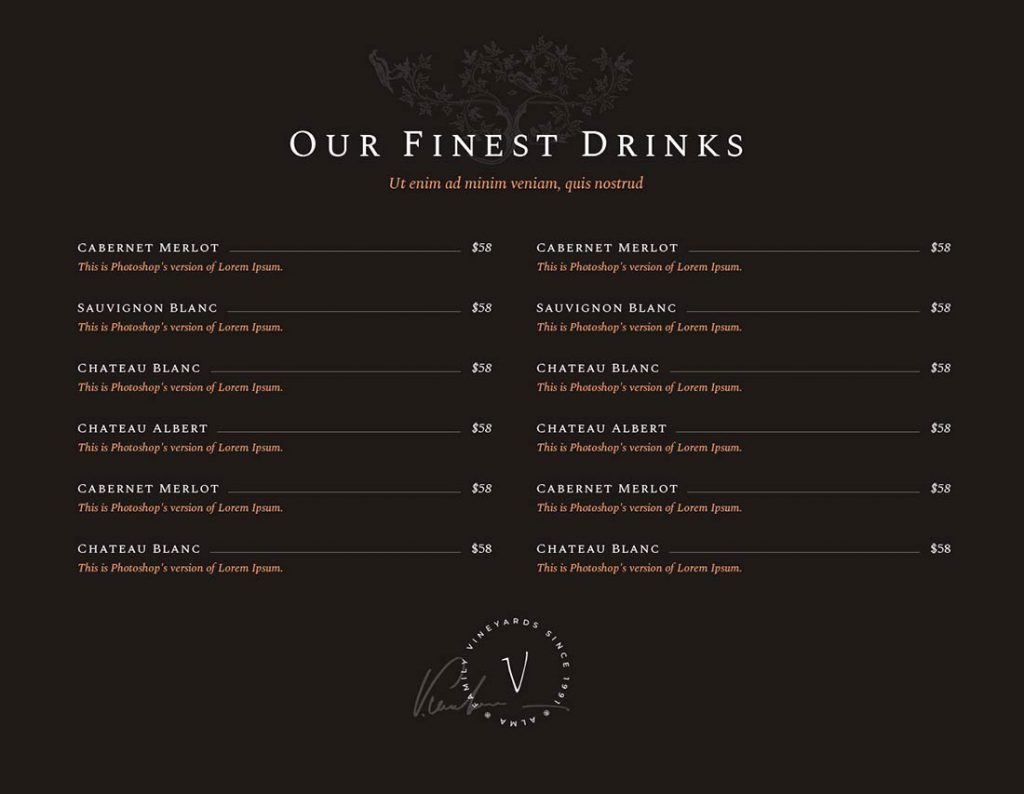 Our Finest Drinks
Ut enim ad minim veniam, quis nostrud
Cabernet Merlot $58
This is Photoshop's version of Lorem Ipsum.
Sauvignon Blanc $58
This is Photoshop's version of Lorem Ipsum.
Chateau Blanc $58
This is Photoshop's version of Lorem Ipsum.
Chateau Albert $58
This is Photoshop's version of Lorem Ipsum.
Cabernet Merlot $58
This is Photoshop's version of Lorem Ipsum.
Chateau Blanc $58
This is Photoshop's version of Lorem Ipsum.
Cabernet Merlot $58
This is Photoshop's version of Lorem Ipsum.
Sauvignon Blanc $58
This is Photoshop's version of Lorem Ipsum.
Chateau Blanc $58
This is Photoshop's version of Lorem Ipsum.
Chateau Albert $58
This is Photoshop's version of Lorem Ipsum.
Cabernet Merlot $58
This is Photoshop's version of Lorem Ipsum.
Chateau Blanc $58
This is Photoshop's version of Lorem Ipsum.
FAMILY VINEYARDS SINCE 1991 * ALMA *
V